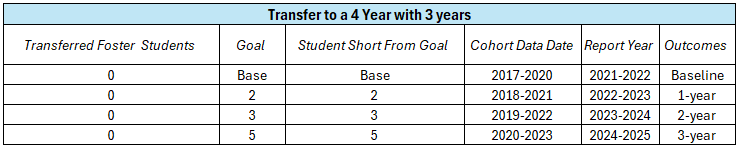 Transfer to a 4 Year with 3 years
Transferred Foster Students Goal Student Short From Goal Cohort Data Date Report Year Outcomes
0 Base Base 2017-2020 2021-2022 Baseline
0 2 2 2018-2021 2022-2023 1-year
0 3 3 2019-2022 2023-2024 2-year
0 5 5 2020-2023 2024-2025 3-year